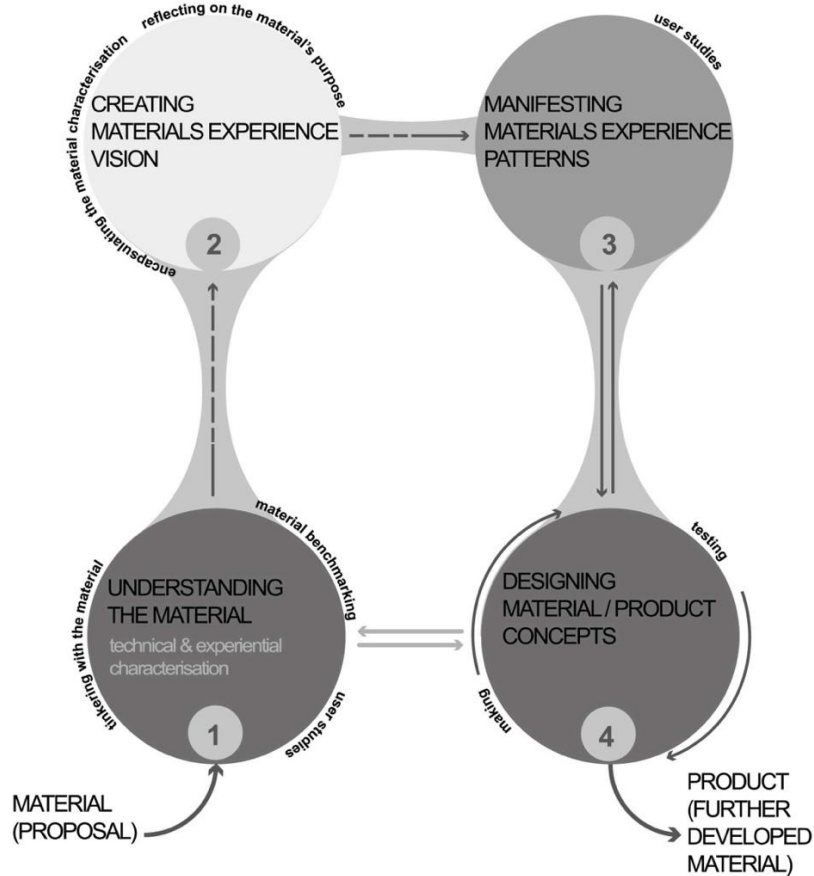 reflecting on the material's purpose
encapsulating the material characterisation
CREATING
MATERIALS EXPERIENCE
VISION
2
user studies
MANIFESTING
MATERIALS EXPERIENCE
PATTERNS
3
tinkering with the material
material benchmarking
user studies
UNDERSTANDING
THE MATERIAL
technical & experiential
characterisation
1
testing
making
DESIGNING
MATERIAL / PRODUCT
CONCEPTS
4
MATERIAL
(PROPOSAL)
PRODUCT
(FURTHER
DEVELOPED
MATERIAL)